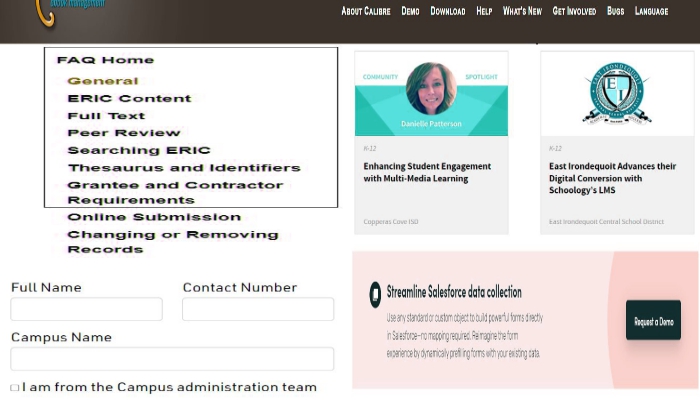 ebook management
About Calibre Demo Download Help What's New Get Involved Bugs Language
FAQ Home
General
ERIC Content
Full Text
Peer Review
Searching ERIC
Thesaurus and Identifiers
Grantee and Contractor
Requirements
Online Submission
Changing or Removing
Records
COMMUNITY SPOTLIGHT
Danielle Patterson
K-12
Enhancing Student Engagement
with Multi-Media Learning
Copperas Cove ISD
EAST IRONDEQUOIT
E I
K-12
East Irondequoit Advances their
Digital Conversion with
Schoology's LMS
East Irondequoit Central School District
Full Name
Contact Number
Campus Name
I am from the Campus administration team
Streamline Salesforce data collection
Use any standard or custom object to build powerful forms directly
in Salesforce—no mapping required. Reimagine the form
experience by dynamically prefilling forms with your existing data.
Request a Demo